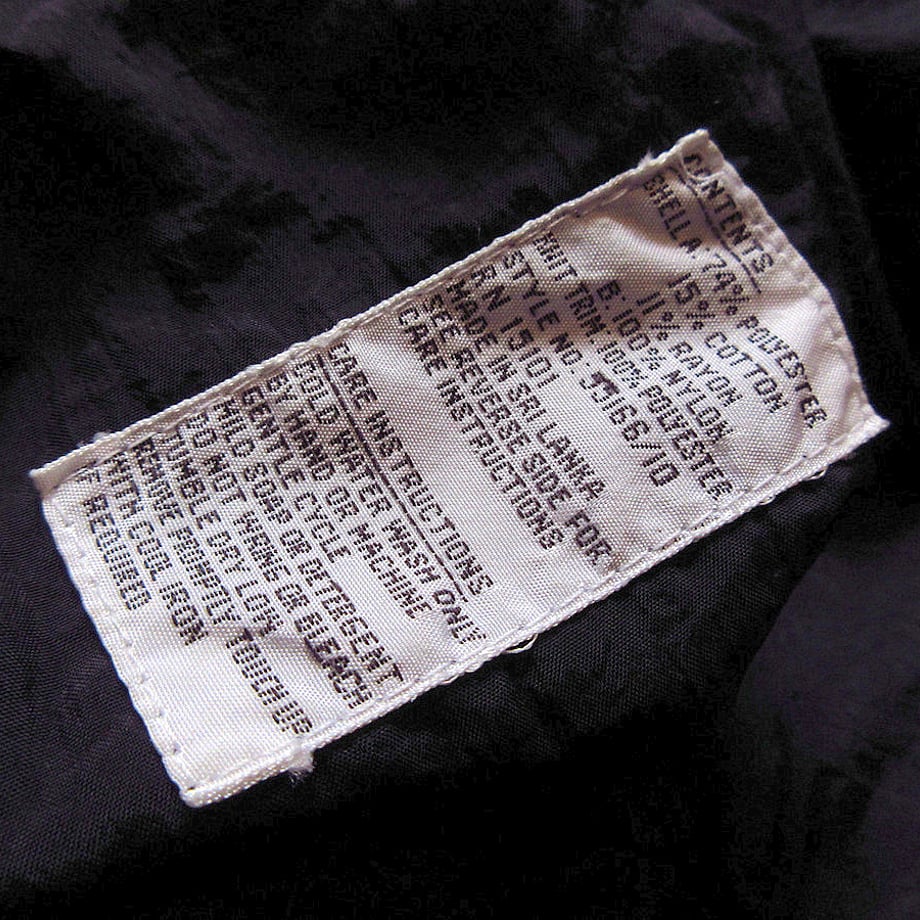 CONTENTS
SHELL A. 74% POLYESTER
15% COTTON
11% RAYON
B. 100% NYLON
KNIT TRIM. 100% POLYESTER
STYLE NO. 5166/10
RN 15101
MADE IN SRI LANKA
SEE REVERSE SIDE FOR
CARE INSTRUCTIONS
CARE INSTRUCTIONS
COLD WATER WASH ONLY
BY HAND OR MACHINE
GENTLE CYCLE
MILD SOAP OR DETERGENT
DO NOT WRING OR BLEACH
TUMBLE DRY LOW
REMOVE PROMPTLY TOUCH UP
WITH COOL IRON
IF REQUIRED